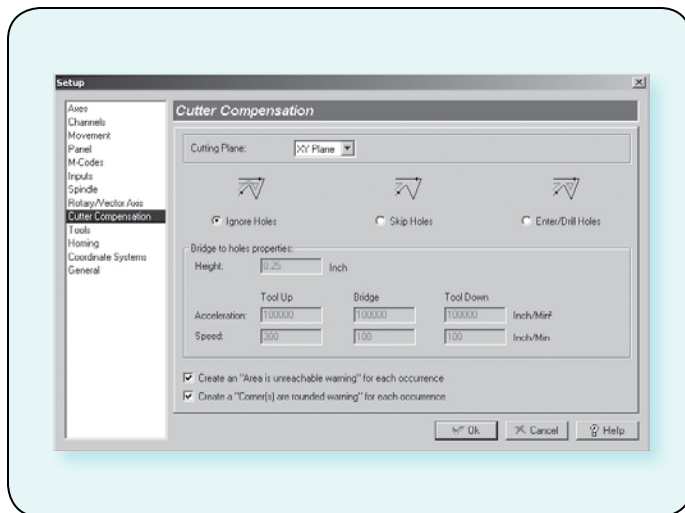 Setup
Axes
Channels
Movement
Panel
M-Codes
Inputs
Spindle
Rotary/Vector Axis
Cutter Compensation
Tools
Homing
Coordinate Systems
General
Cutter Compensation
Cutting Plane: XY Plane
Ignore Holes Skip Holes Enter/Drill Holes
Bridge to holes properties:
Height: 0.25 Inch
Tool Up Bridge Tool Down
Acceleration: 100000 100000 100000 Inch/Min²
Speed: 300 100 100 Inch/Min
Create an "Area is unreachable warning" for each occurrence
Create a "Corner(s) are rounded warning" for each occurrence
Ok Cancel Help